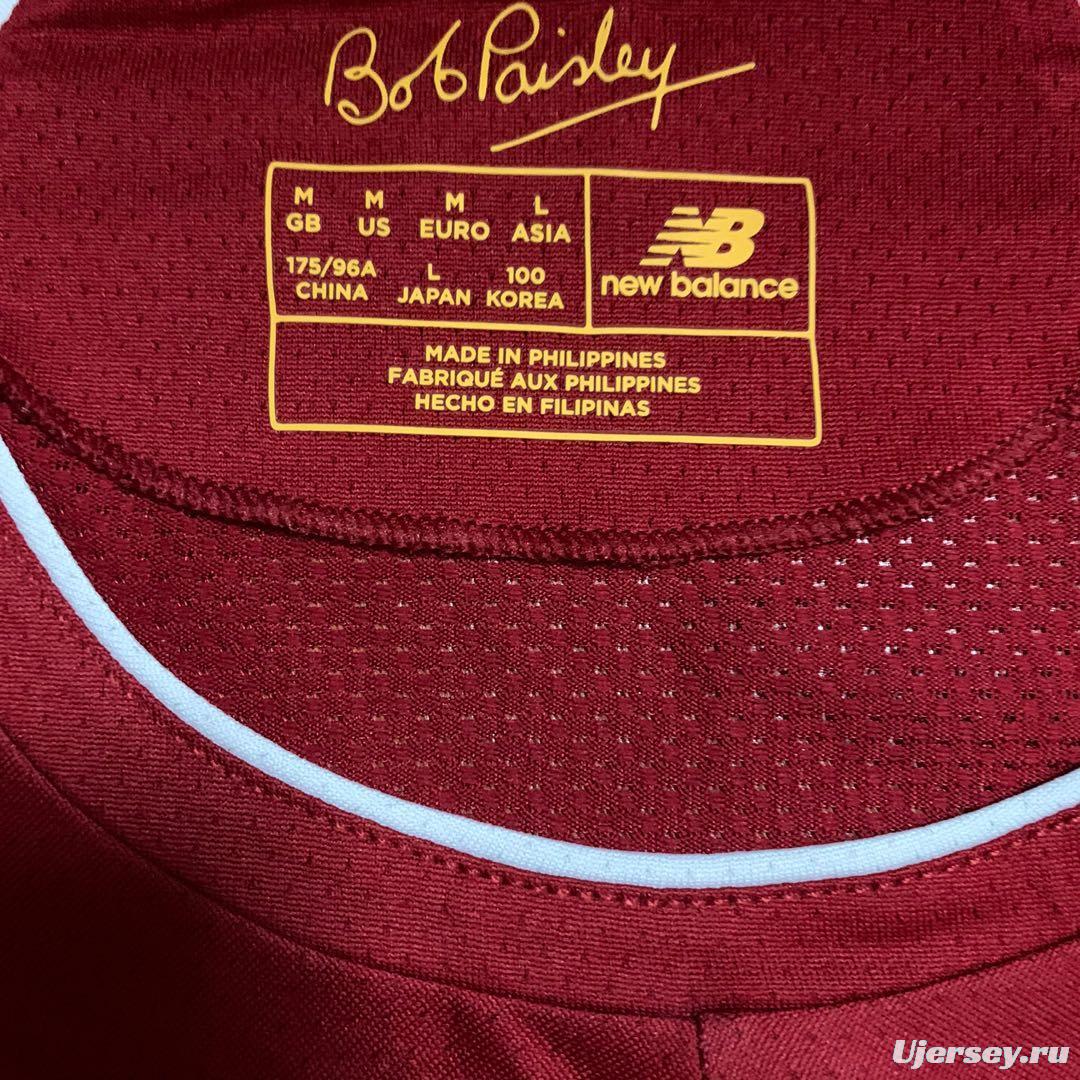 Bob Paisley
M M M L
GB US EURO ASIA
175/96A L 100
CHINA JAPAN KOREA
NB
new balance
MADE IN PHILIPPINES
FABRIQUÉ AUX PHILIPPINES
HECHO EN FILIPINAS
Ujersey.ru